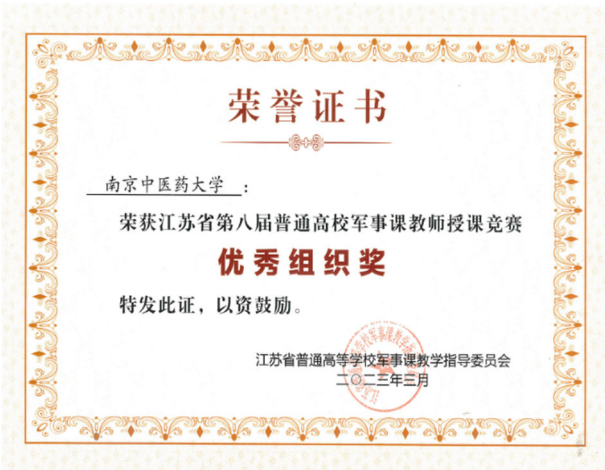 荣誉证书
南京中医药大学：
荣获江苏省第八届普通高校军事课教师授课竞赛
优秀组织奖
特发此证，以资鼓励。
江苏省普通高等学校军事课教学指导委员会
二〇二三年三月